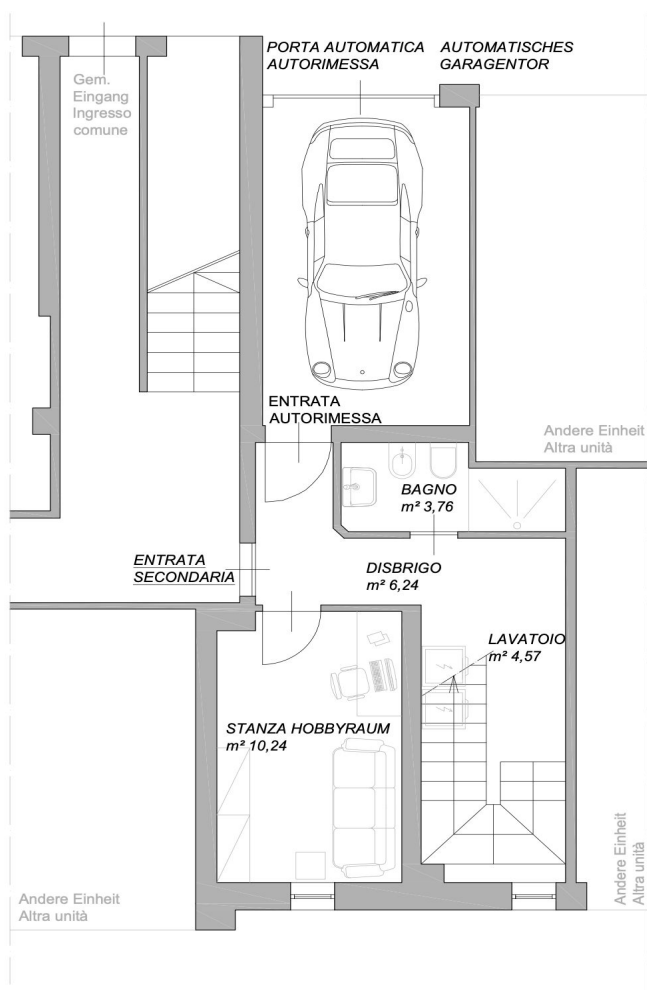 PORTA AUTOMATICA
AUTORIMESSA
AUTOMATISCHES
GARAGENTOR
Gem.
Eingang
Ingresso
comune
ENTRATA
AUTORIMESSA
Andere Einheit
Altra unità
BAGNO
m² 3,76
ENTRATA
SECONDARIA
DISBRIGO
m² 6,24
LAVATOIO
m² 4,57
STANZA HOBBYRAUM
m² 10,24
Andere Einheit
Altra unità
Andere Einheit
Altra unità